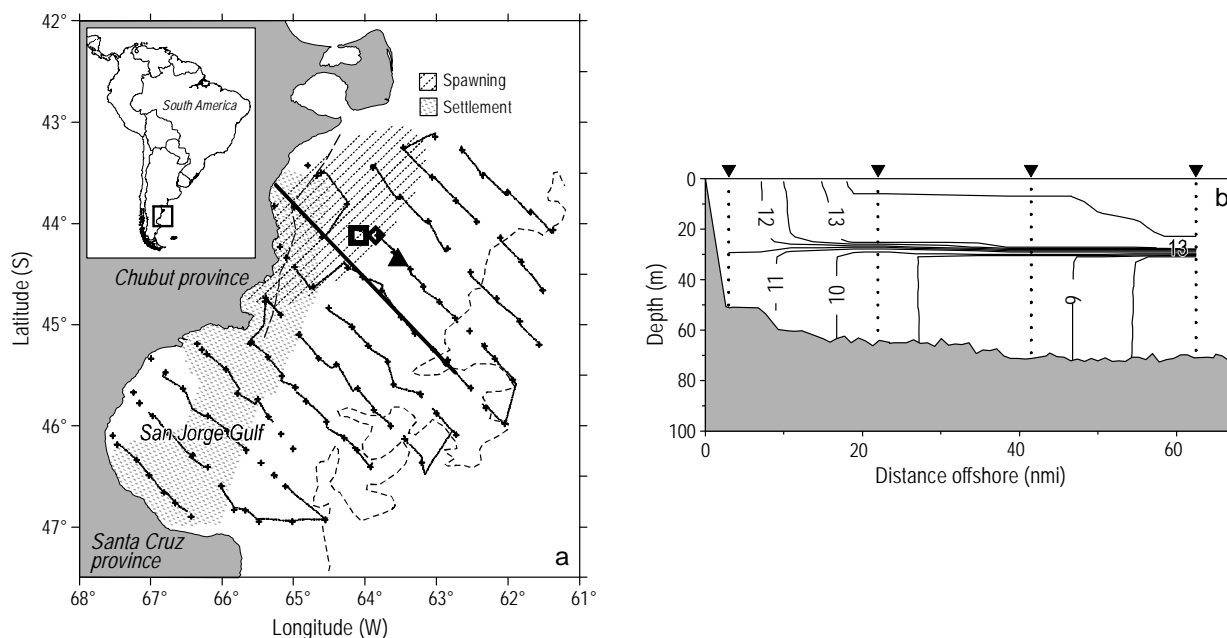 42°
43°
44°
45°
46°
47°
Latitude (S)
68° 67° 66° 65° 64° 63° 62° 61°
Longitude (W)
South America
Spawning
Settlement
Chubut province
San Jorge Gulf
Santa Cruz
province
a
0
20
40
60
80
100
Depth (m)
0 20 40 60
Distance offshore (nmi)
12
13
13
11
10
9
b